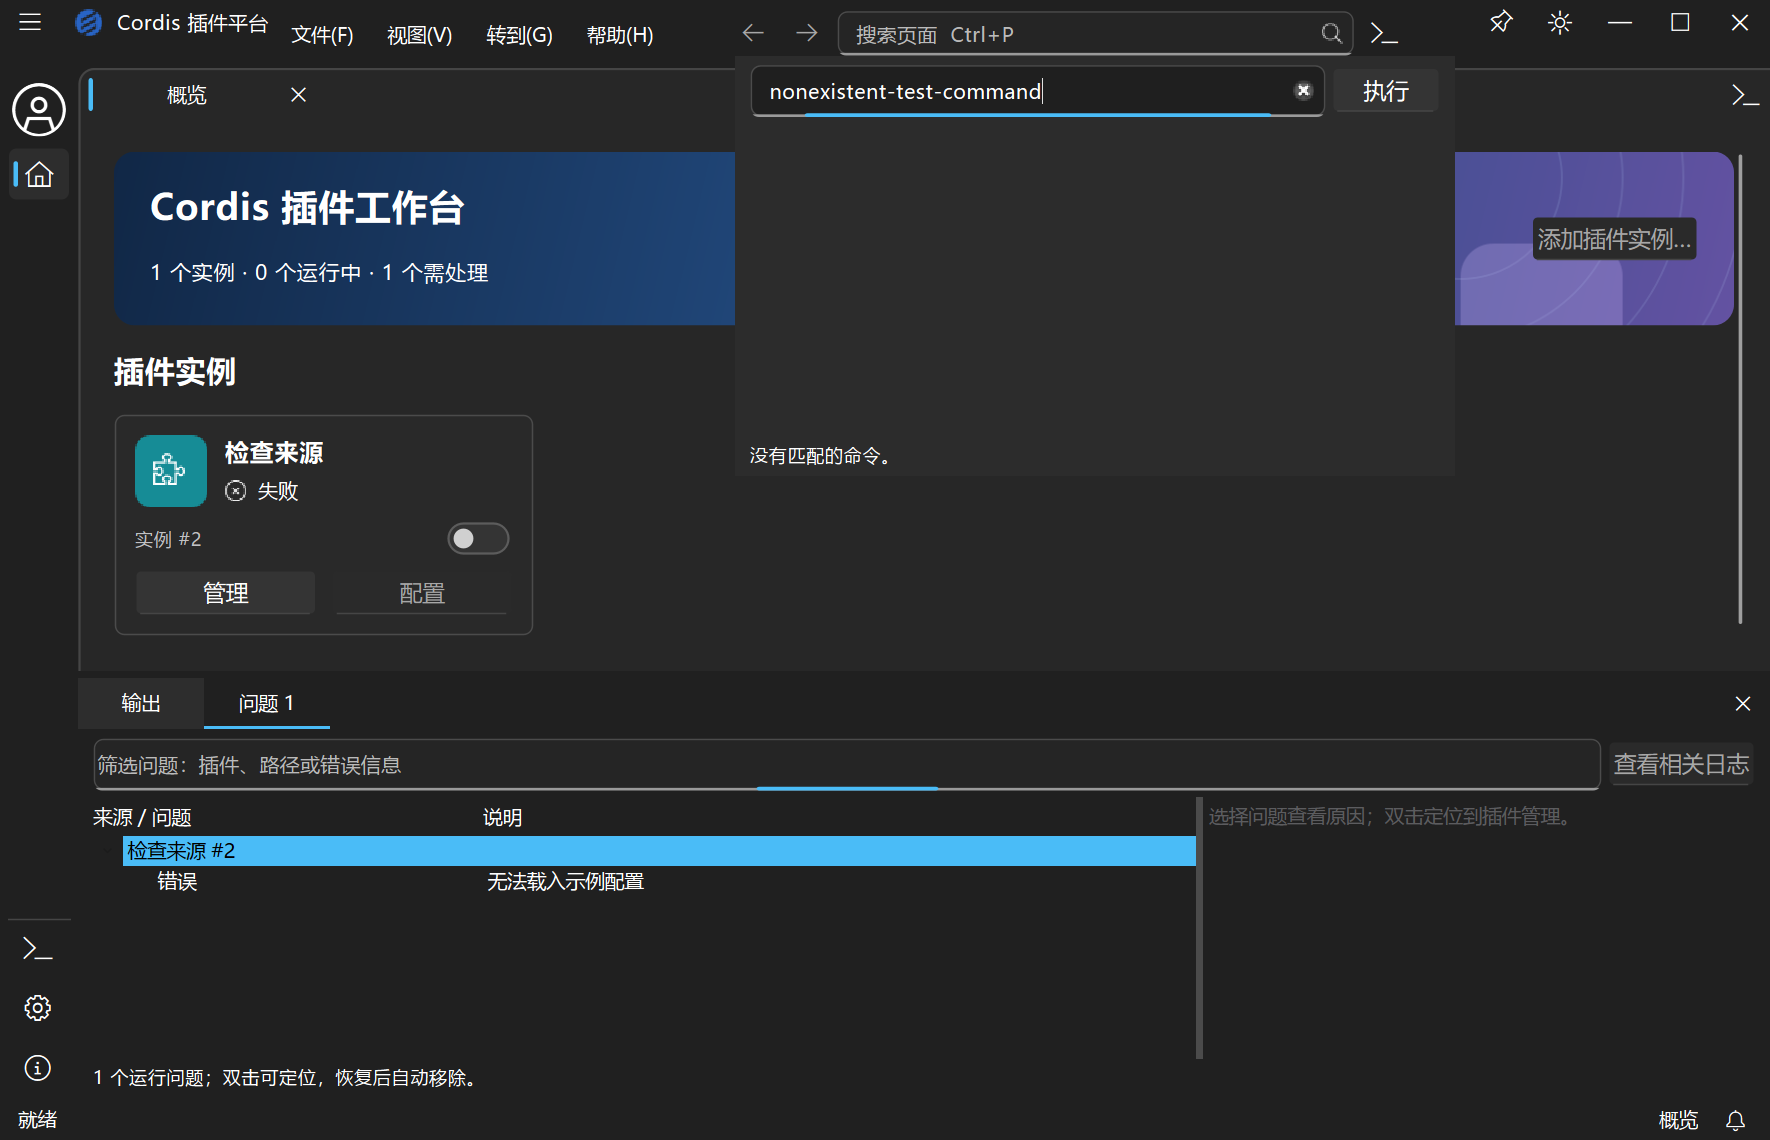 Cordis 插件平台
文件(F)
视图(V)
转到(G)
帮助(H)
搜索页面 Ctrl+P
概览
nonexistent-test-command
执行
Cordis 插件工作台
1 个实例 · 0 个运行中 · 1 个需处理
添加插件实例...
插件实例
检查来源
失败
实例 #2
管理
配置
没有匹配的命令。
输出
问题 1
筛选问题：插件、路径或错误信息
查看相关日志
来源 / 问题
说明
检查来源 #2
错误
无法载入示例配置
选择问题查看原因；双击定位到插件管理。
1 个运行问题；双击可定位，恢复后自动移除。
就绪
概览